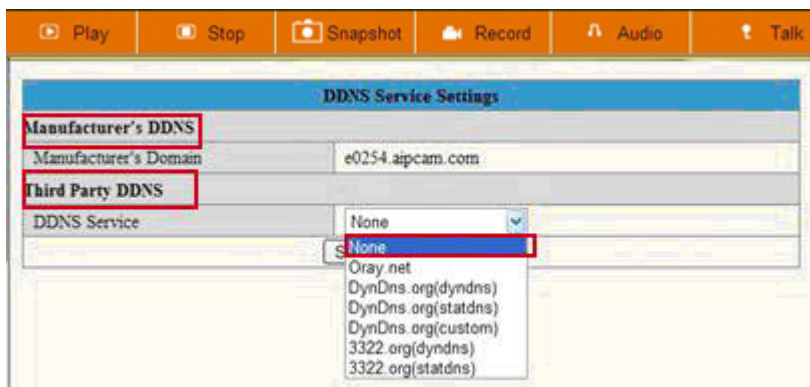 Play Stop Snapshot Record Audio Talk
DDNS Service Settings
Manufacturer's DDNS
Manufacturer's Domain e0254.aipcam.com
Third Party DDNS
DDNS Service None
None
Oray.net
DynDns.org(dyndns)
DynDns.org(statdns)
DynDns.org(custom)
3322.org(dyndns)
3322.org(statdns)